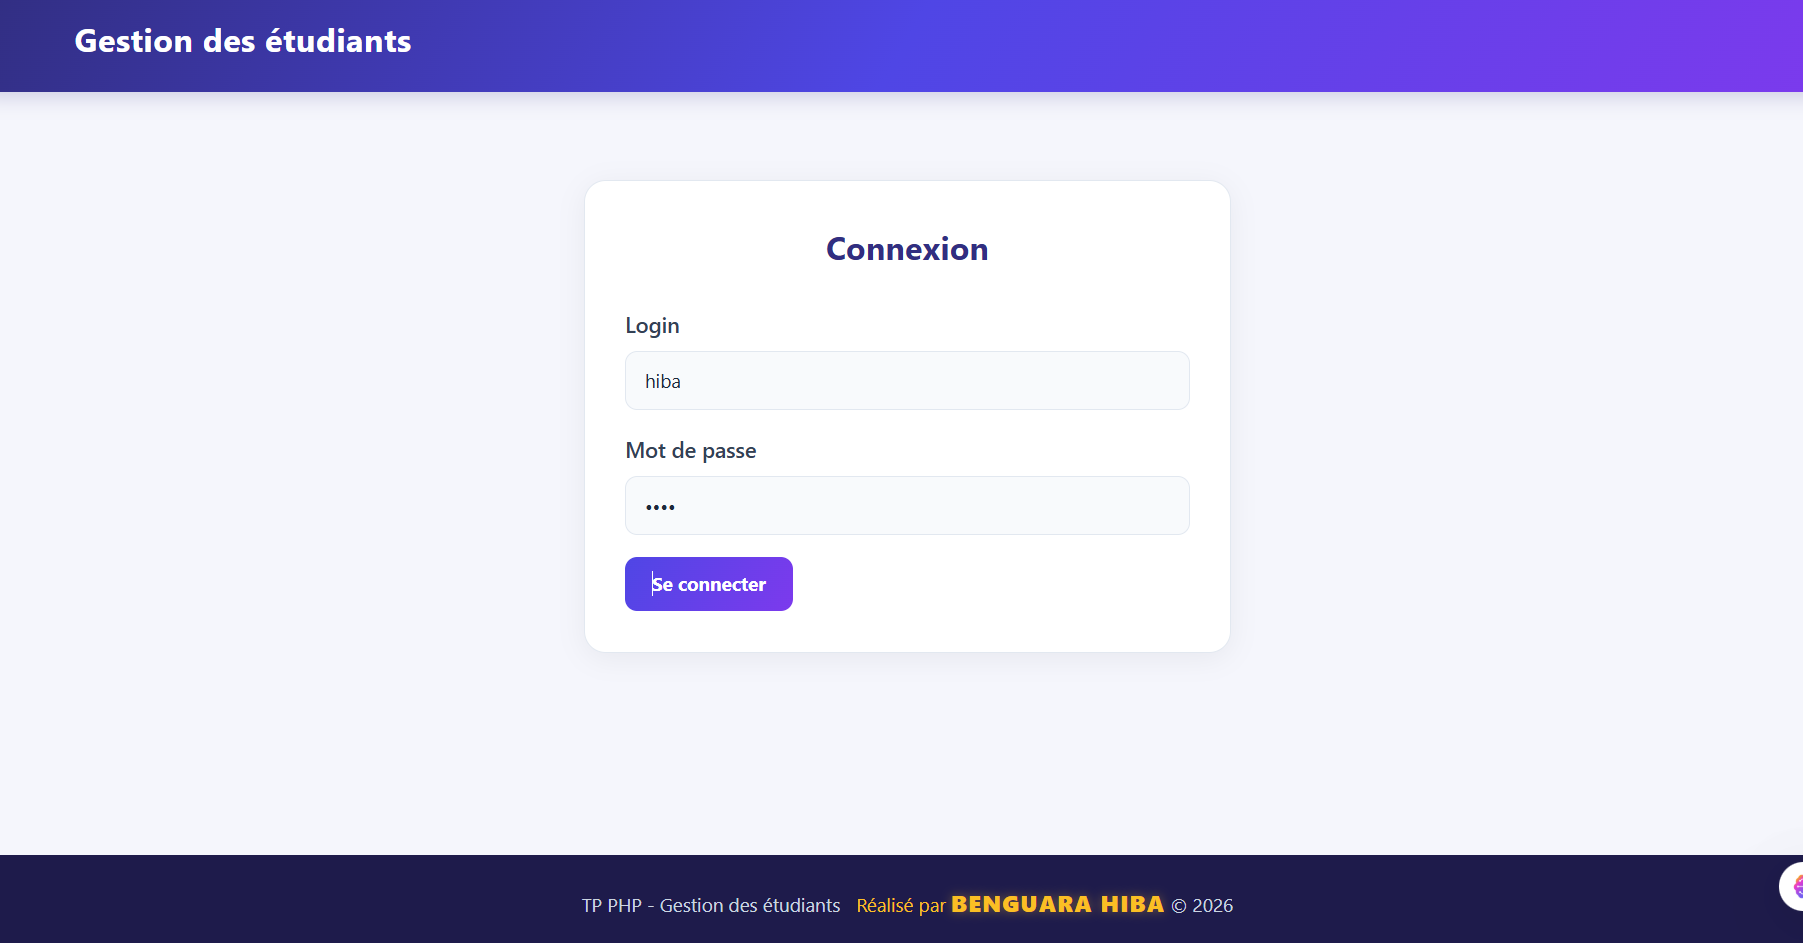 Gestion des étudiants
Connexion
Login
hiba
Mot de passe
••••
Se connecter
TP PHP - Gestion des étudiants Réalisé par BENGUARA HIBA © 2026